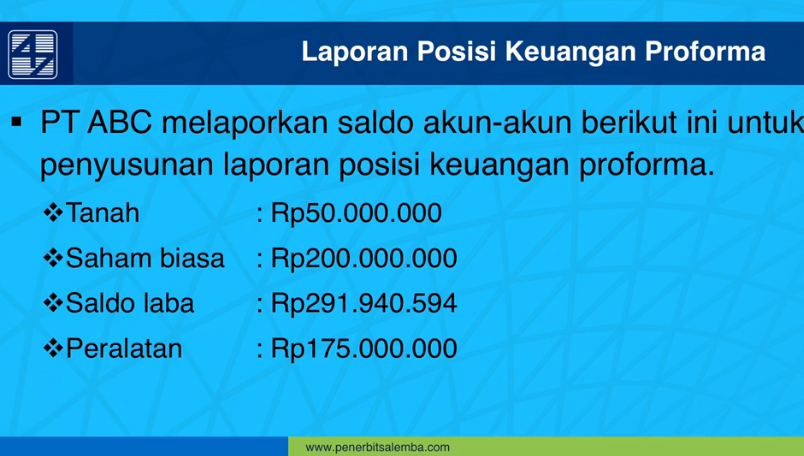 Laporan Posisi Keuangan Proforma
▪ PT ABC melaporkan saldo akun-akun berikut ini untuk
penyusunan laporan posisi keuangan proforma.
❖Tanah : Rp50.000.000
❖Saham biasa : Rp200.000.000
❖Saldo laba : Rp291.940.594
❖Peralatan : Rp175.000.000
www.penerbitsalemba.com